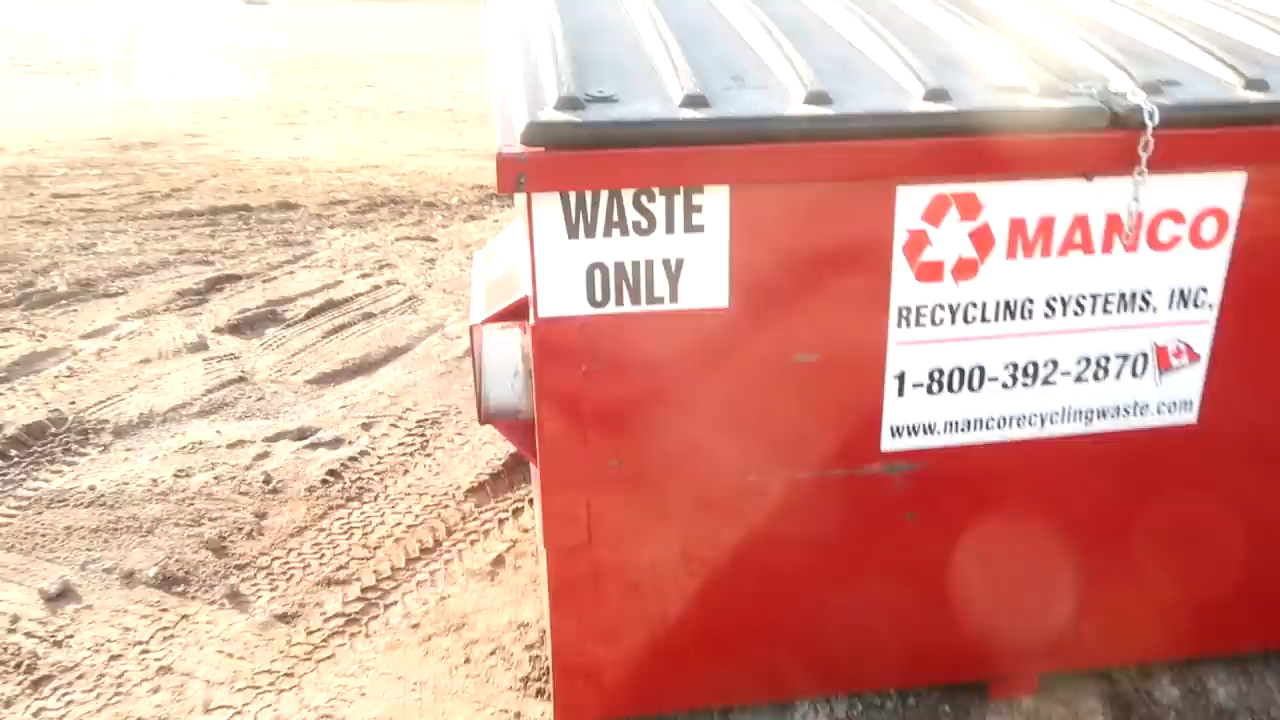 WASTE
ONLY
MANCO
RECYCLING SYSTEMS, INC.
1-800-392-2870
www.mancorecyclingwaste.com